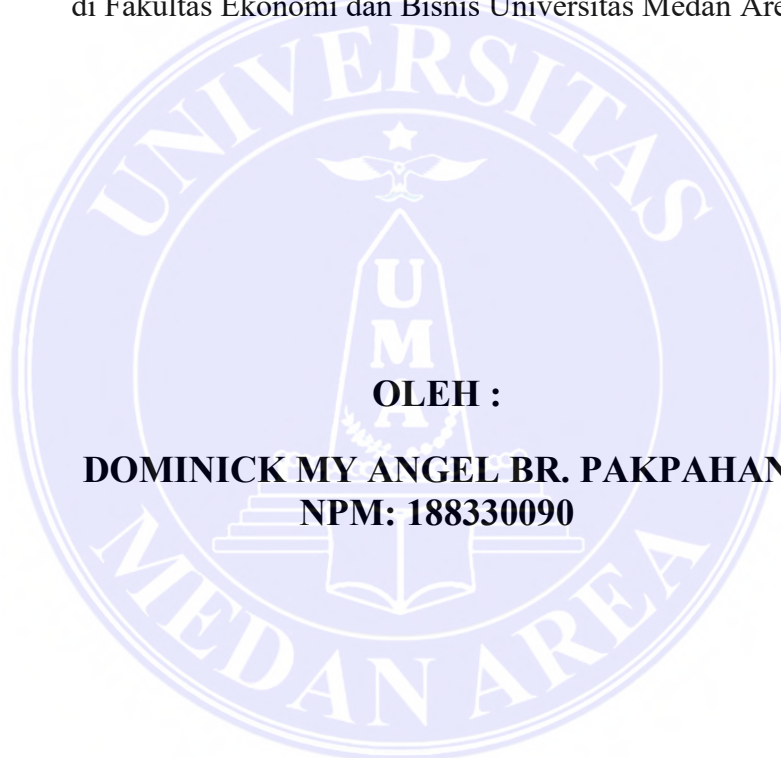 di Fakultas Ekonomi dan Bisnis Universitas Medan Are
UNIVERSITAS
U
M
A
OLEH :
DOMINICK MY ANGEL BR. PAKPAHAN
NPM: 188330090
MEDAN AREA